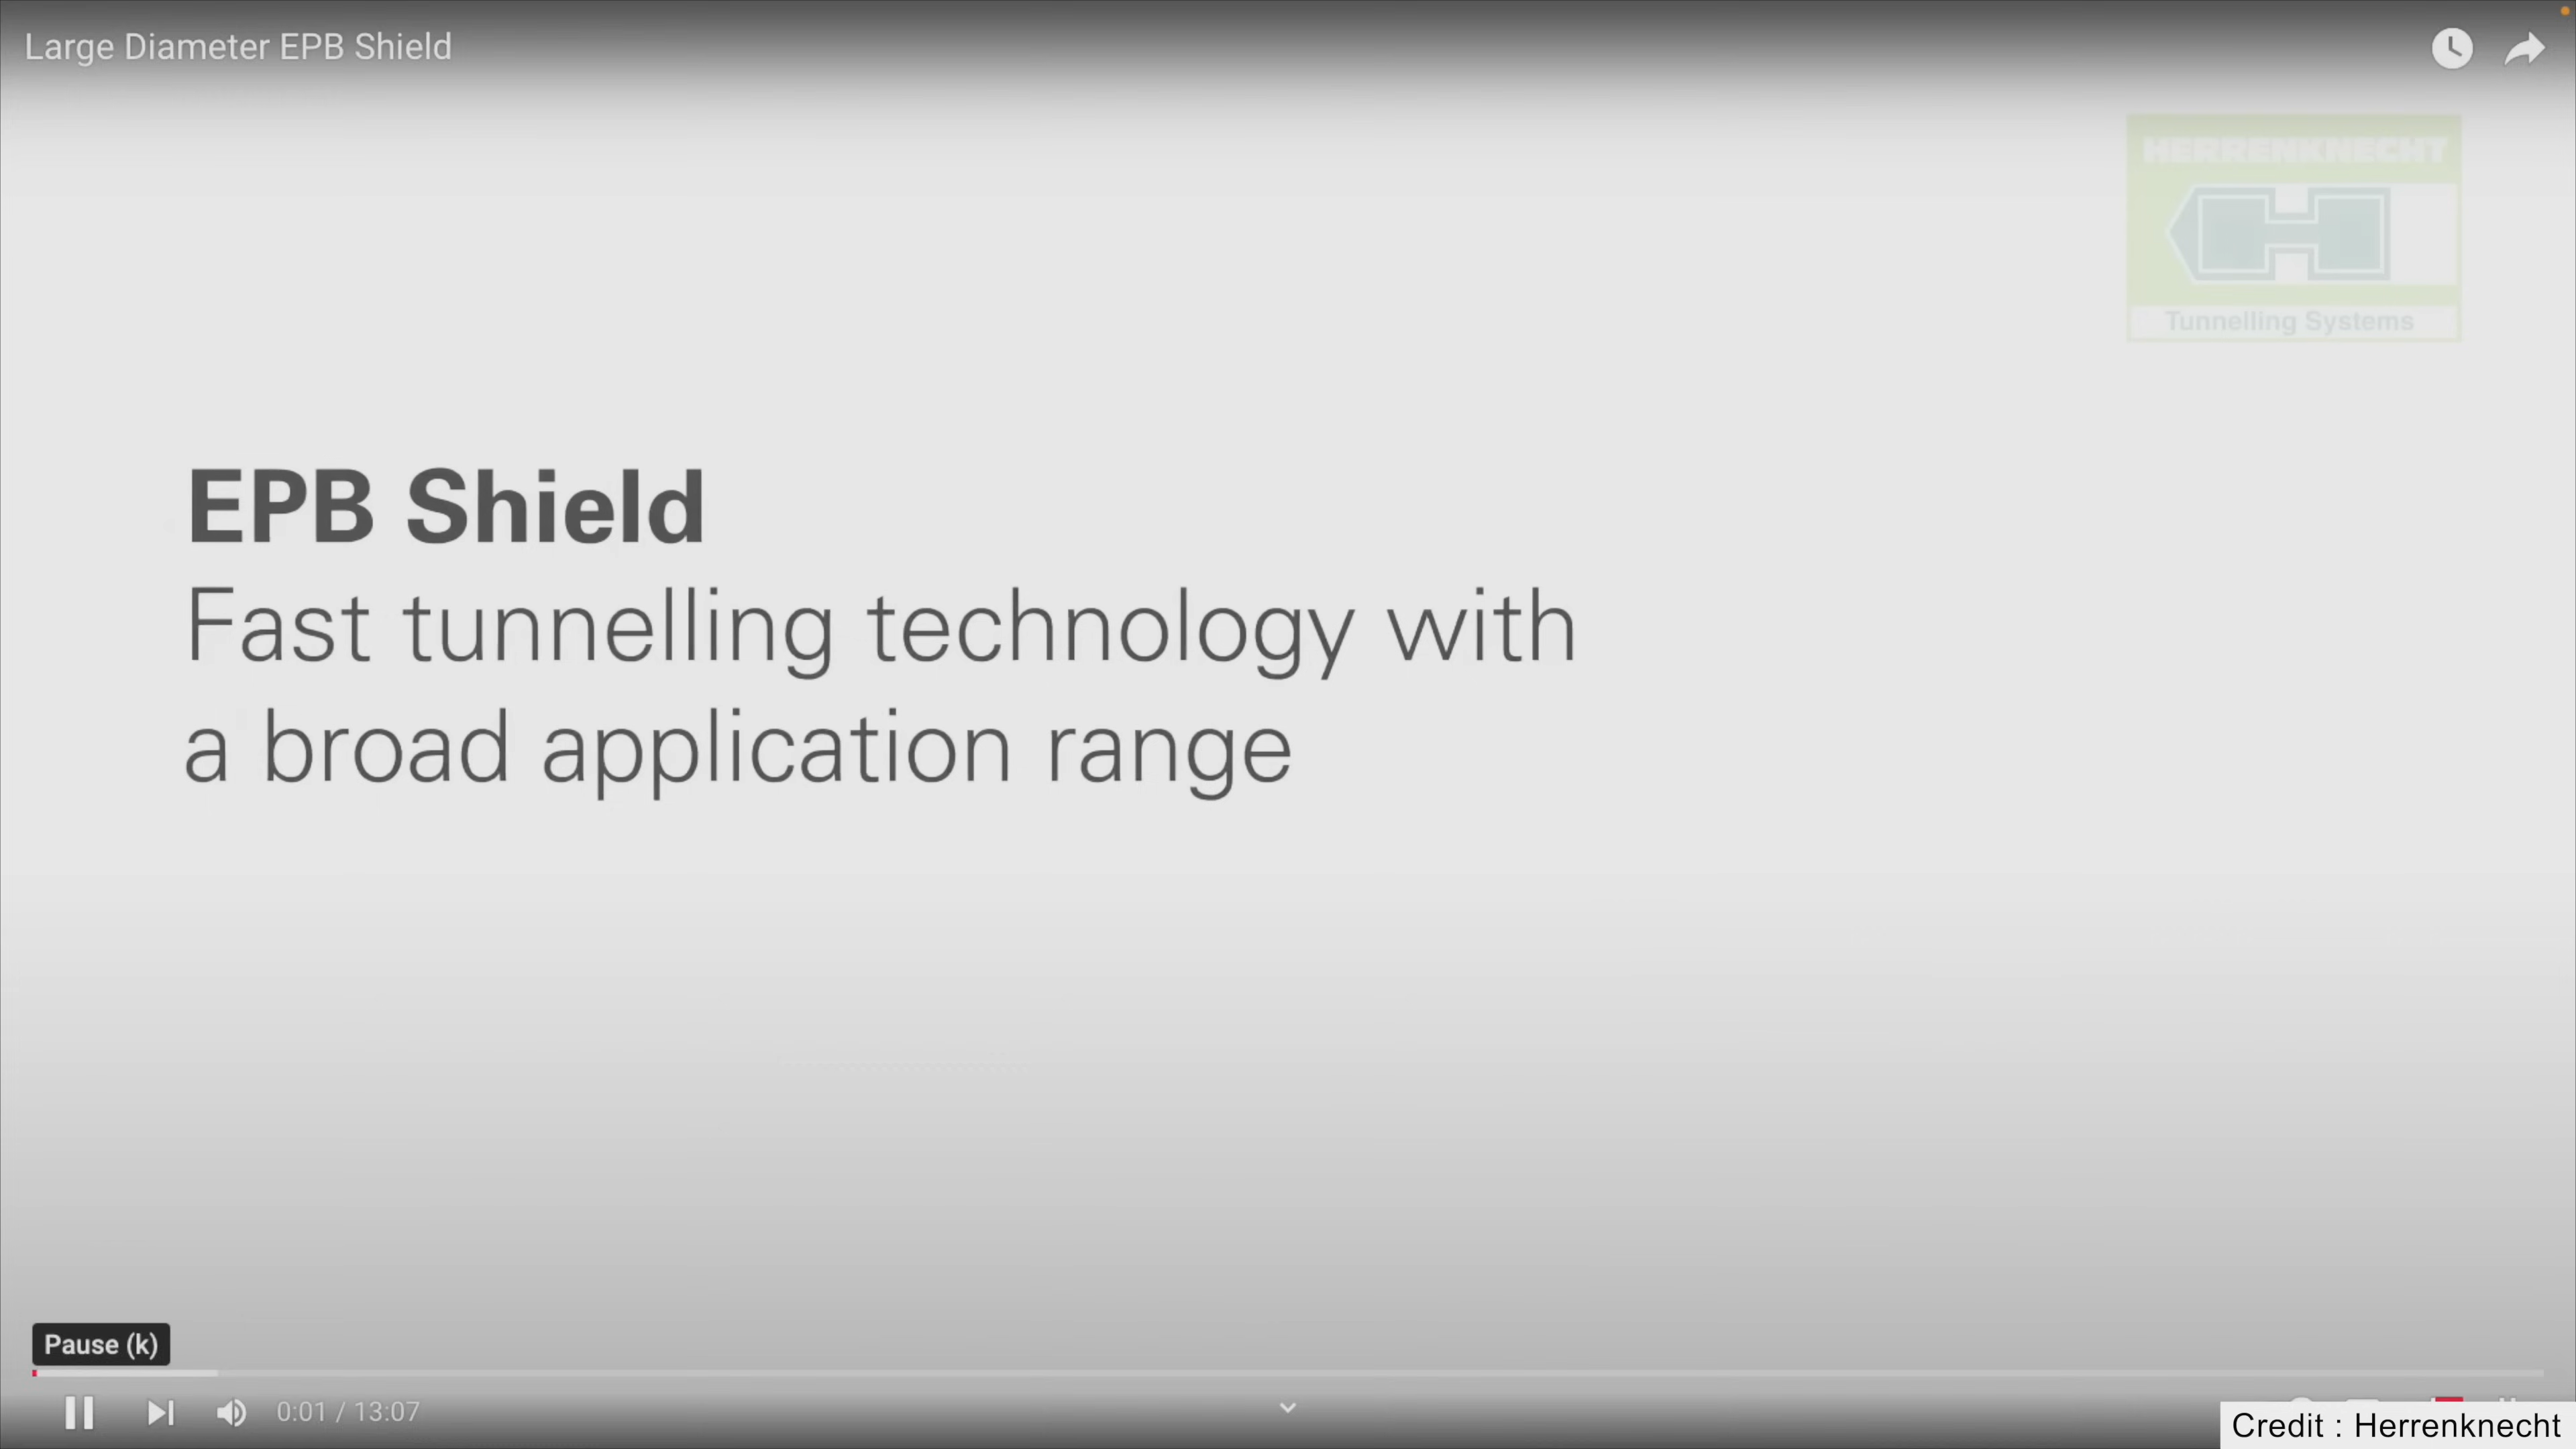 Large Diameter EPB Shield
HERRENKNECHT
Tunnelling Systems
EPB Shield
Fast tunnelling technology with
a broad application range
Pause (k)
0:01 / 13:07
Credit : Herrenknecht